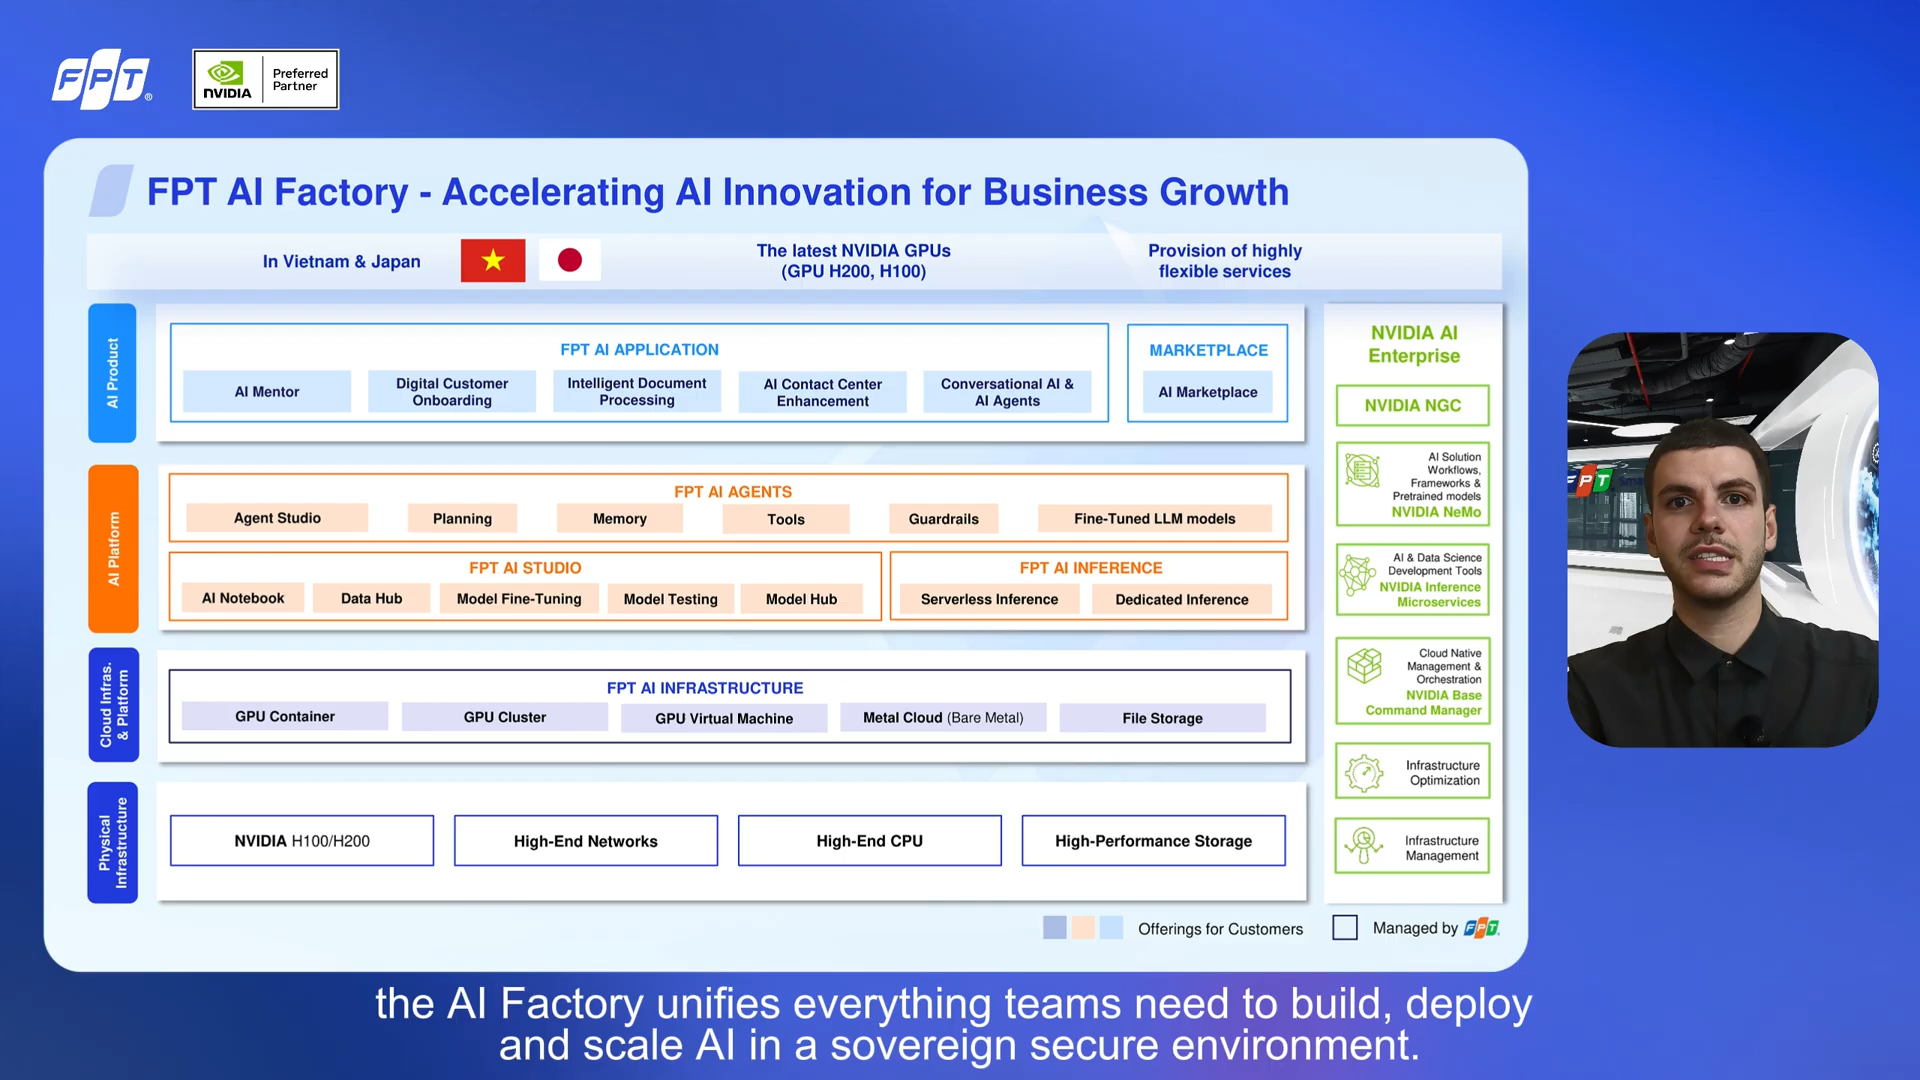 FPT®
NVIDIA
Preferred
Partner
FPT AI Factory - Accelerating AI Innovation for Business Growth
In Vietnam & Japan
The latest NVIDIA GPUs
(GPU H200, H100)
Provision of highly
flexible services
AI Product
FPT AI APPLICATION
AI Mentor
Digital Customer
Onboarding
Intelligent Document
Processing
AI Contact Center
Enhancement
Conversational AI &
AI Agents
MARKETPLACE
AI Marketplace
AI Platform
FPT AI AGENTS
Agent Studio
Planning
Memory
Tools
Guardrails
Fine-Tuned LLM models
FPT AI STUDIO
AI Notebook
Data Hub
Model Fine-Tuning
Model Testing
Model Hub
FPT AI INFERENCE
Serverless Inference
Dedicated Inference
Cloud Infras.
& Platform
FPT AI INFRASTRUCTURE
GPU Container
GPU Cluster
GPU Virtual Machine
Metal Cloud (Bare Metal)
File Storage
Physical
Infrastructure
NVIDIA H100/H200
High-End Networks
High-End CPU
High-Performance Storage
NVIDIA AI
Enterprise
NVIDIA NGC
AI Solution
Workflows,
Frameworks &
Pretrained models
NVIDIA NeMo
AI & Data Science
Development Tools
NVIDIA Inference
Microservices
Cloud Native
Management &
Orchestration
NVIDIA Base
Command Manager
Infrastructure
Optimization
Infrastructure
Management
Offerings for Customers
Managed by FPT
FPT
the AI Factory unifies everything teams need to build, deploy
and scale AI in a sovereign secure environment.